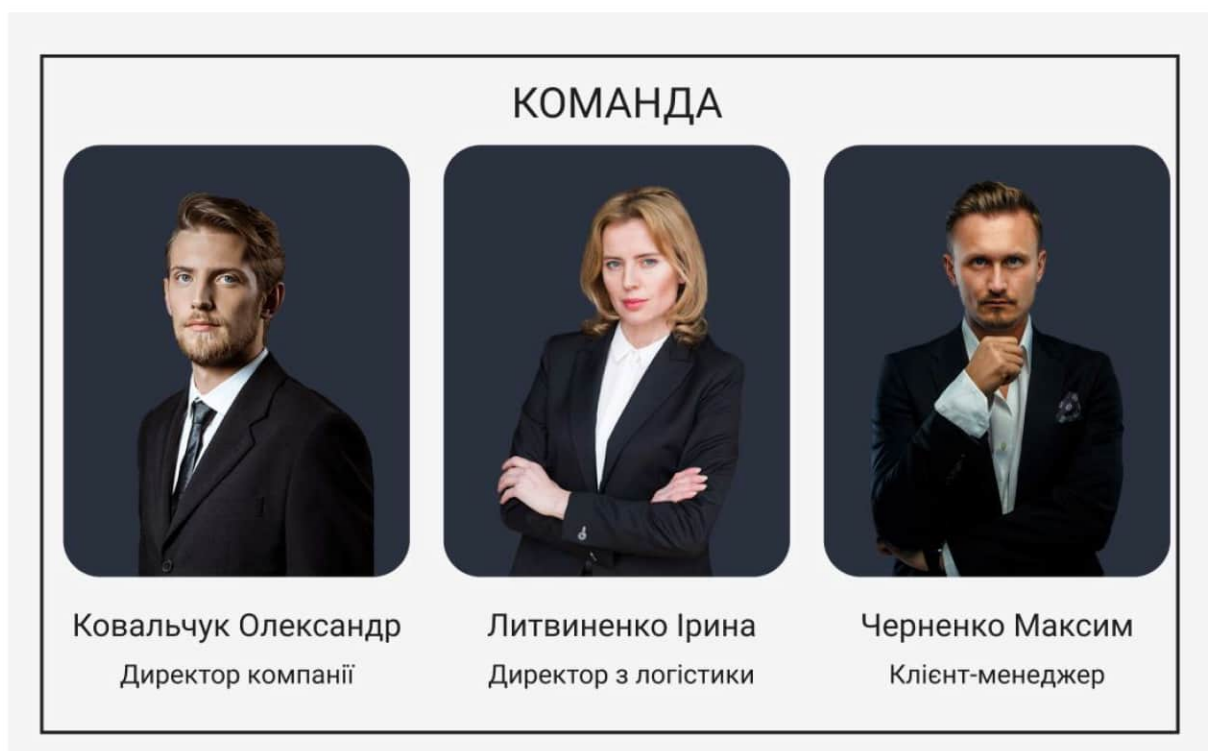 КОМАНДА
Ковальчук Олександр
Директор компанії
Литвиненко Ірина
Директор з логістики
Черненко Максим
Клієнт-менеджер